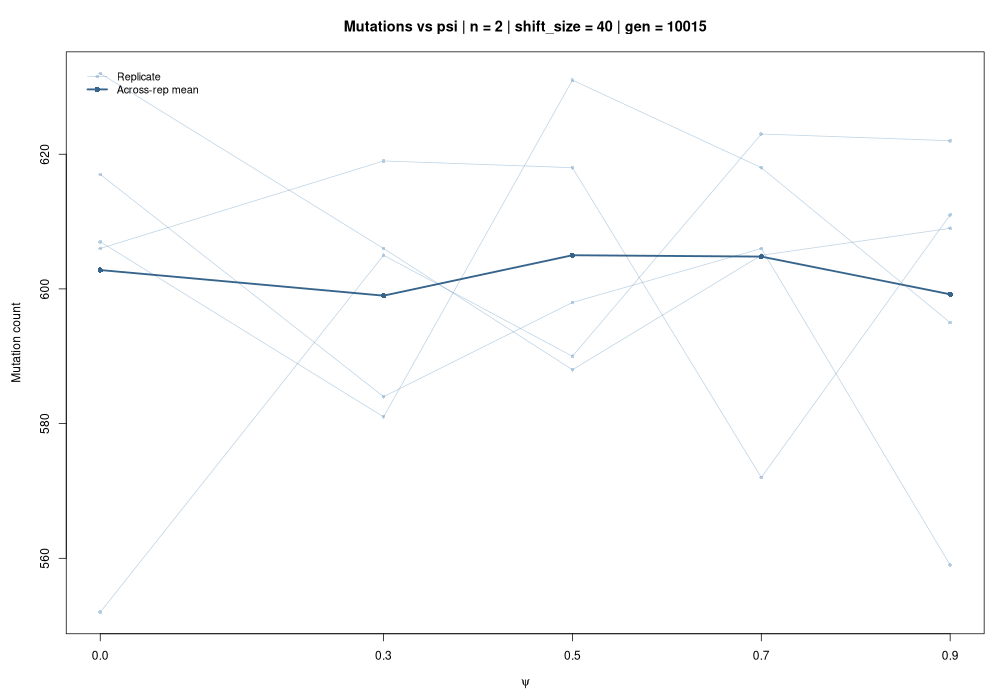 Mutations vs psi | n = 2 | shift_size = 40 | gen = 10015
Replicate
Across-rep mean
Mutation count
620
600
580
560
0.0 0.3 0.5 0.7 0.9
ψ